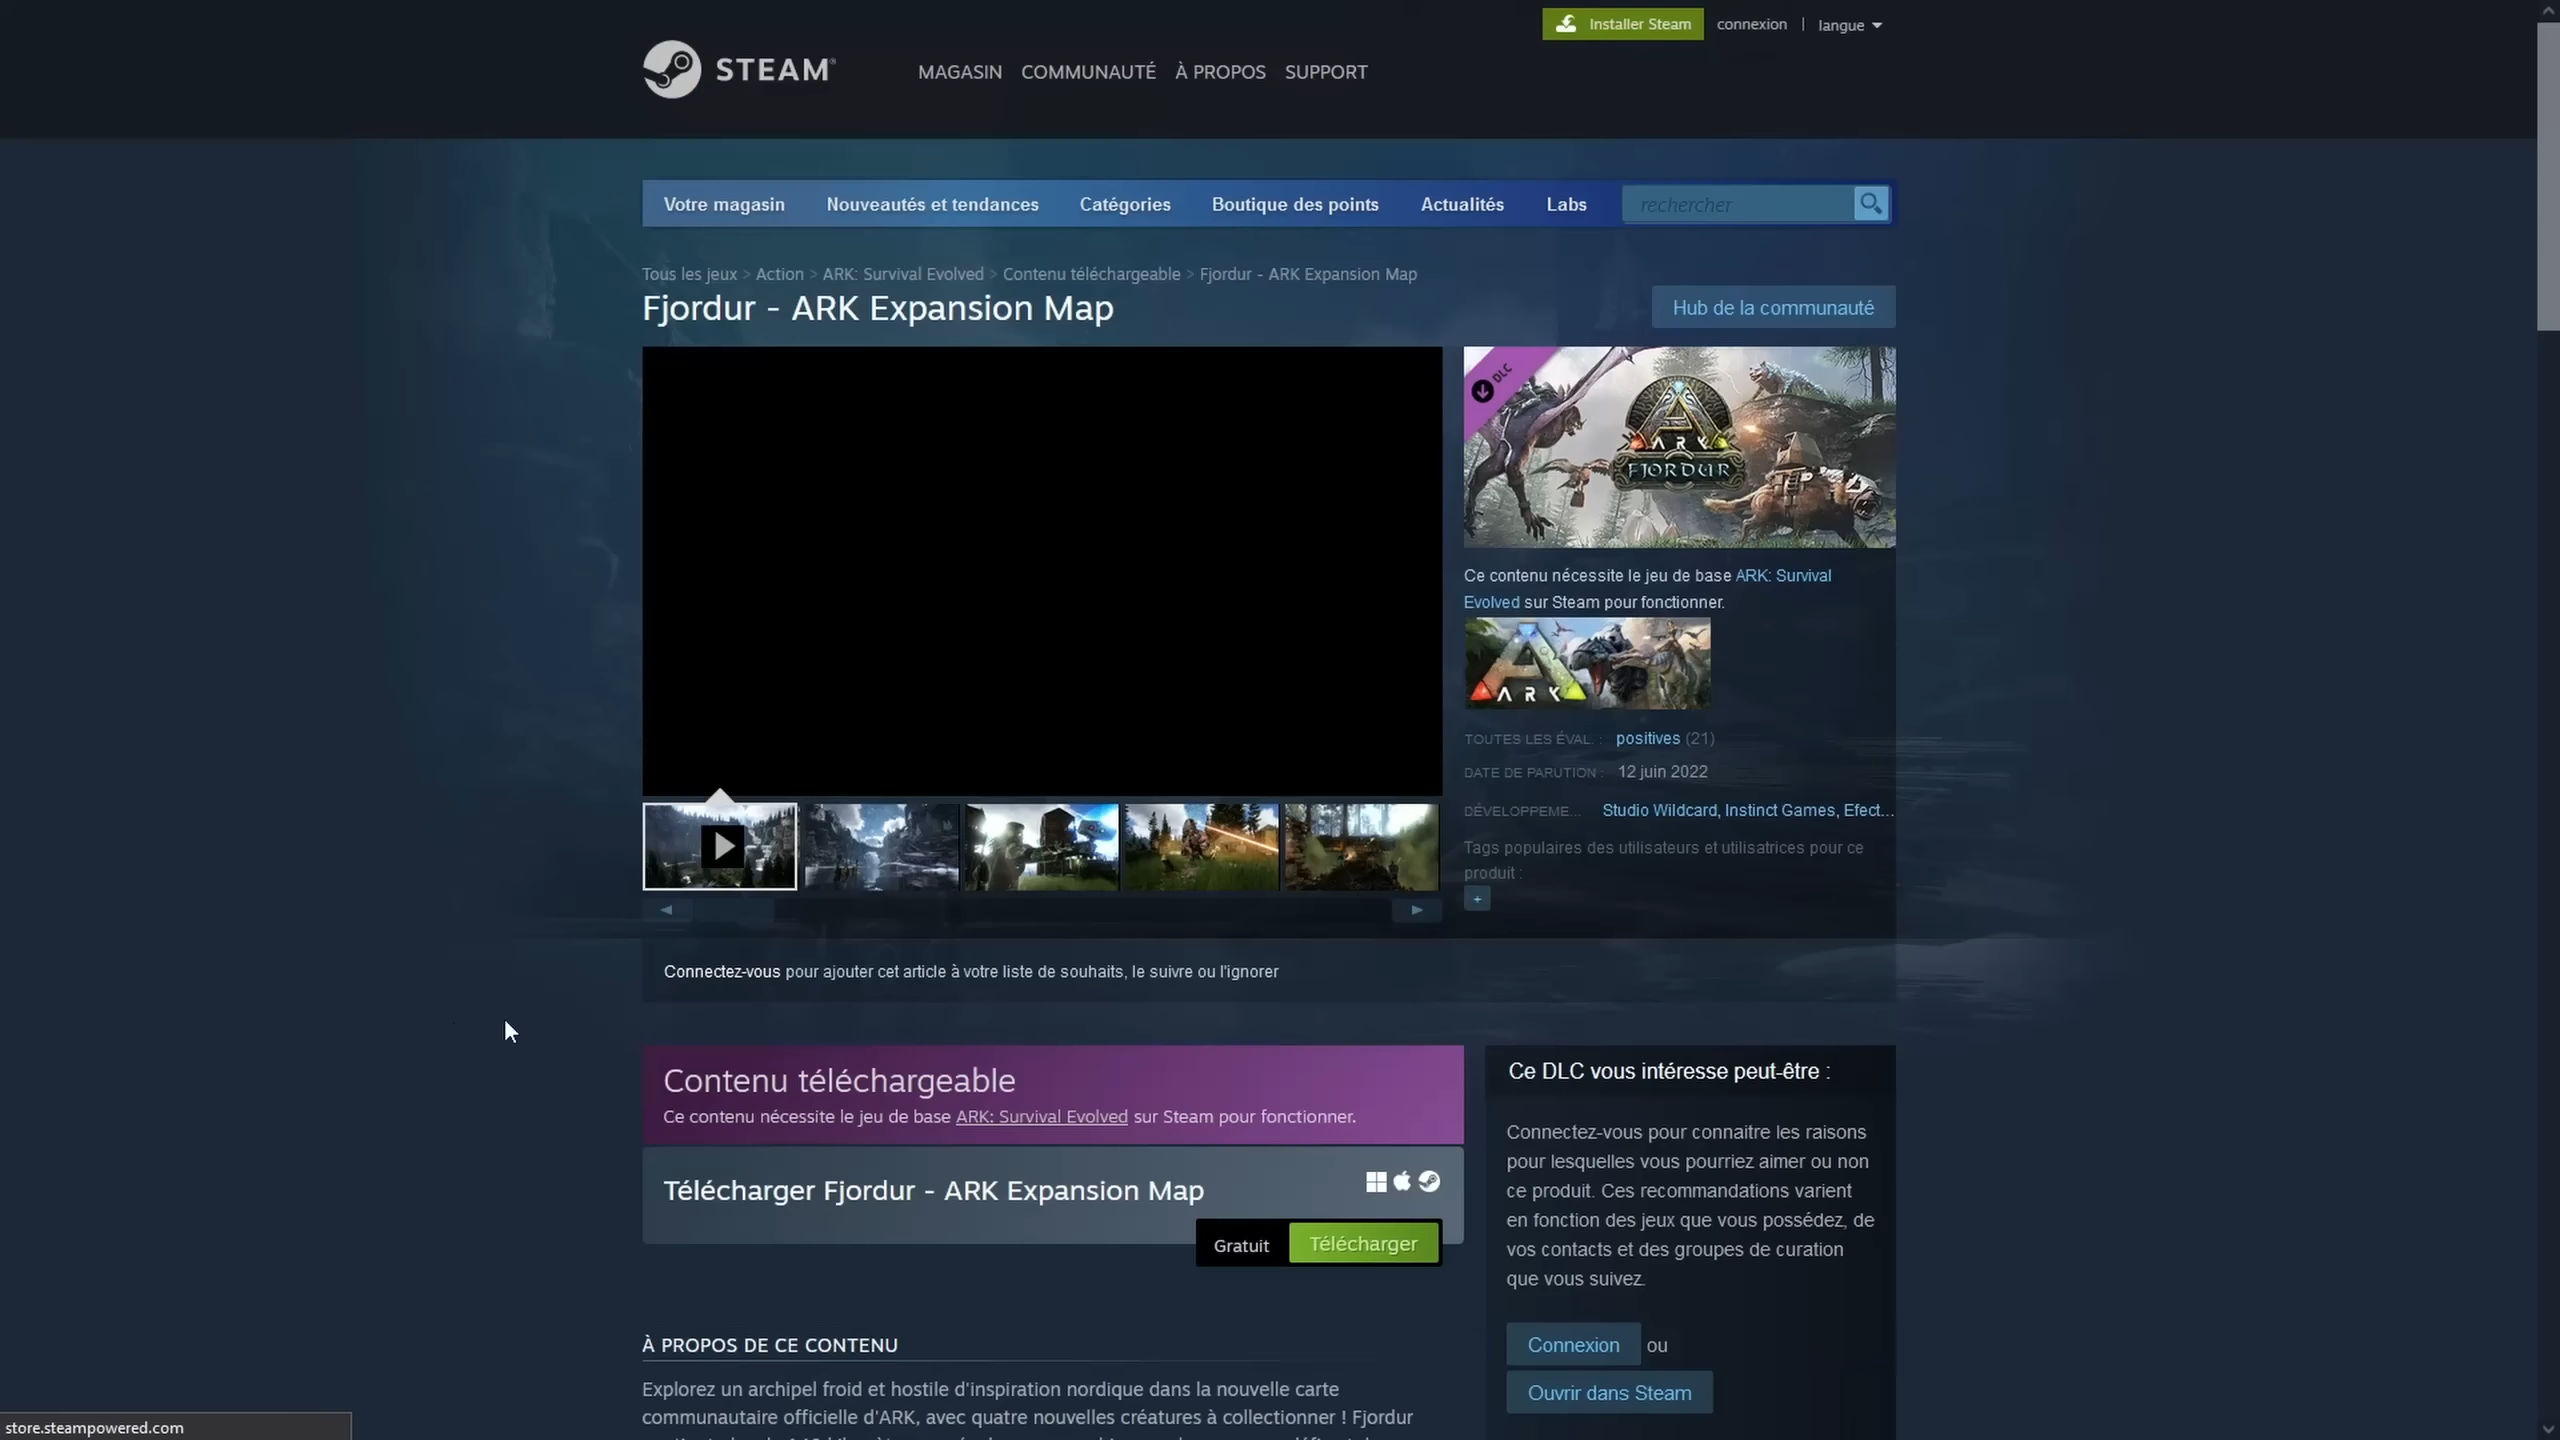 Installer Steam
connexion | langue
STEAM®
MAGASIN COMMUNAUTÉ À PROPOS SUPPORT
Votre magasin Nouveautés et tendances Catégories Boutique des points Actualités Labs rechercher
Tous les jeux > Action > ARK: Survival Evolved > Contenu téléchargeable > Fjordur - ARK Expansion Map
Fjordur - ARK Expansion Map
Hub de la communauté
DLC
ARK
FJORDUR
Ce contenu nécessite le jeu de base ARK: Survival
Evolved sur Steam pour fonctionner.
ARK
TOUTES LES ÉVAL. : positives (21)
DATE DE PARUTION : 12 juin 2022
DÉVELOPPEME... Studio Wildcard, Instinct Games, Efect...
Tags populaires des utilisateurs et utilisatrices pour ce
produit :
+
Connectez-vous pour ajouter cet article à votre liste de souhaits, le suivre ou l'ignorer
Contenu téléchargeable
Ce contenu nécessite le jeu de base ARK: Survival Evolved sur Steam pour fonctionner.
Télécharger Fjordur - ARK Expansion Map
Gratuit Télécharger
Ce DLC vous intéresse peut-être :
Connectez-vous pour connaitre les raisons
pour lesquelles vous pourriez aimer ou non
ce produit. Ces recommandations varient
en fonction des jeux que vous possédez, de
vos contacts et des groupes de curation
que vous suivez.
Connexion ou
Ouvrir dans Steam
À PROPOS DE CE CONTENU
Explorez un archipel froid et hostile d'inspiration nordique dans la nouvelle carte
communautaire officielle d'ARK, avec quatre nouvelles créatures à collectionner ! Fjordur
store.steampowered.com